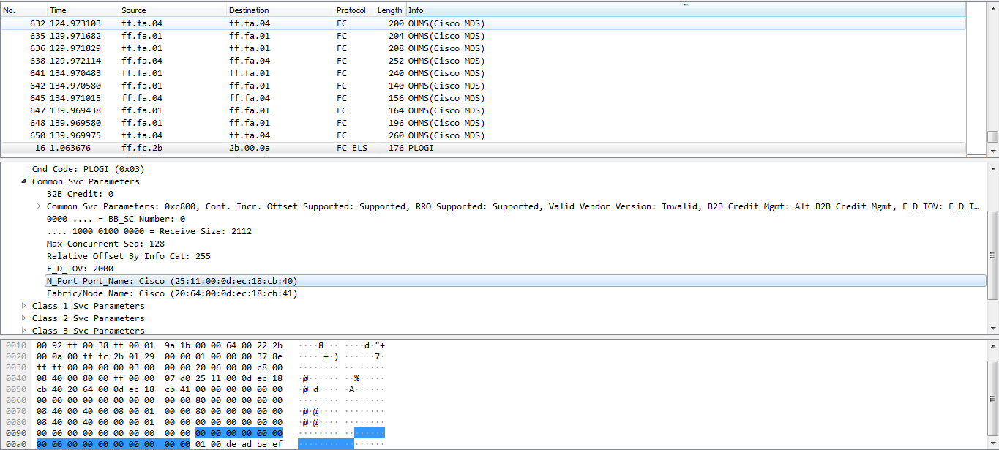 No. Time Source Destination Protocol Length Info
632 124.973103 ff.fa.04 ff.fa.04 FC 200 OHMS(Cisco MDS)
635 129.971682 ff.fa.01 ff.fa.01 FC 204 OHMS(Cisco MDS)
636 129.971829 ff.fa.01 ff.fa.01 FC 208 OHMS(Cisco MDS)
638 129.972114 ff.fa.04 ff.fa.04 FC 252 OHMS(Cisco MDS)
641 134.970483 ff.fa.01 ff.fa.01 FC 240 OHMS(Cisco MDS)
642 134.970580 ff.fa.01 ff.fa.01 FC 140 OHMS(Cisco MDS)
645 134.971015 ff.fa.04 ff.fa.04 FC 156 OHMS(Cisco MDS)
647 139.969438 ff.fa.01 ff.fa.01 FC 164 OHMS(Cisco MDS)
648 139.969580 ff.fa.01 ff.fa.01 FC 196 OHMS(Cisco MDS)
650 139.969975 ff.fa.04 ff.fa.04 FC 260 OHMS(Cisco MDS)
16 1.063676 ff.fc.2b 2b.00.0a FC ELS 176 PLOGI
Cmd Code: PLOGI (0x03)
Common Svc Parameters
B2B Credit: 0
Common Svc Parameters: 0xc800, Cont. Incr. Offset Supported: Supported, RRO Supported: Supported, Valid Vendor Version: Invalid, B2B Credit Mgmt: Alt B2B Credit Mgmt, E_D_TOV: E_D_T…
0000 .... = BB_SC Number: 0
.... 1000 0100 0000 = Receive Size: 2112
Max Concurrent Seq: 128
Relative Offset By Info Cat: 255
E_D_TOV: 2000
N_Port Port_Name: Cisco (25:11:00:0d:ec:18:cb:40)
Fabric/Node Name: Cisco (20:64:00:0d:ec:18:cb:41)
Class 1 Svc Parameters
Class 2 Svc Parameters
Class 3 Svc Parameters
0010 00 92 ff 00 38 ff 00 01 9a 1b 00 00 64 00 22 2b ····8··· ····d·"+
0020 00 0a 00 ff fc 2b 01 29 00 00 01 00 00 00 37 8e ·····+·) ······7·
0030 ff ff 00 00 00 00 03 00 00 00 20 06 00 00 c8 00 ········ ·· ·····
0040 08 40 00 80 00 ff 00 00 07 d0 25 11 00 0d ec 18 ·@······ ··%·····
0050 cb 40 20 64 00 0d ec 18 cb 41 00 00 00 00 00 00 ·@ d···· ·A······
0060 00 00 00 00 00 00 00 00 00 00 80 00 00 00 00 00 ········ ········
0070 08 40 00 40 00 08 00 01 00 00 80 00 00 00 00 00 ·@·@···· ········
0080 08 40 00 40 00 00 00 01 00 00 00 00 00 00 00 00 ·@·@···· ········
0090 00 00 00 00 00 00 00 00 00 00 00 00 00 00 00 00 ········ ········
00a0 00 00 00 00 00 00 00 00 00 00 01 00 de ad be ef ········ ········